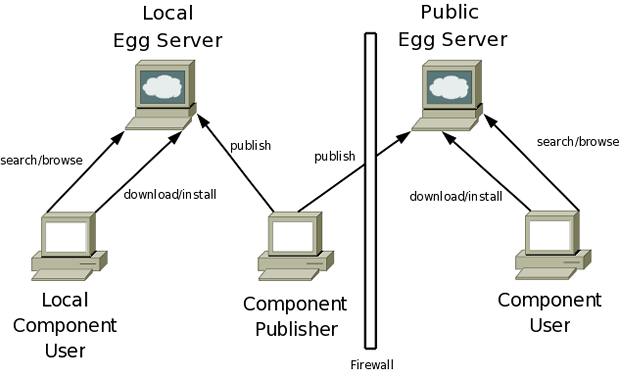 Local
Egg Server
Public
Egg Server
search/browse
download/install
publish
publish
download/install
search/browse
Local
Component
User
Component
Publisher
Component
User
Firewall